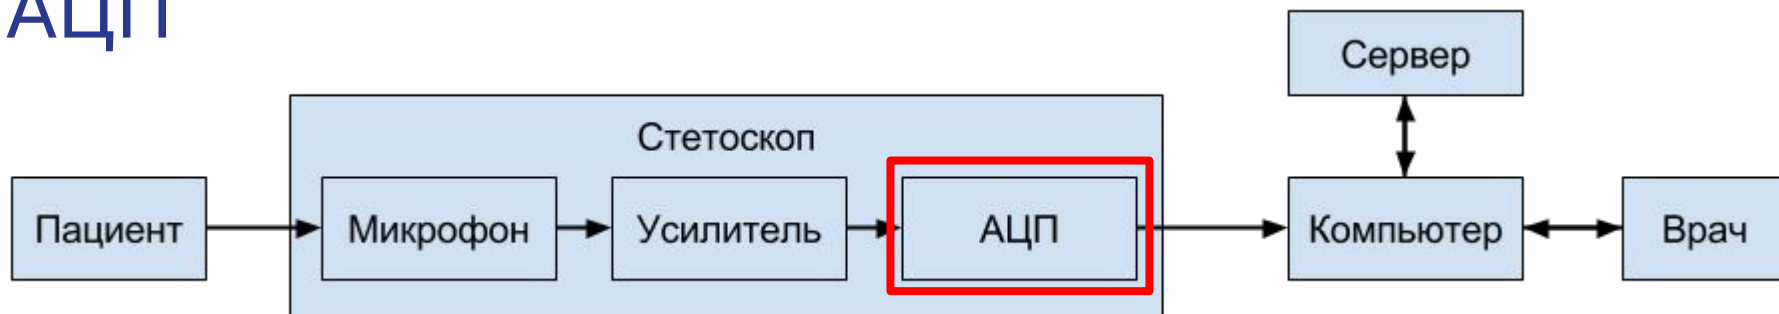 АЦП
Сервер
Стетоскоп
Пациент
Микрофон
Усилитель
АЦП
Компьютер
Врач